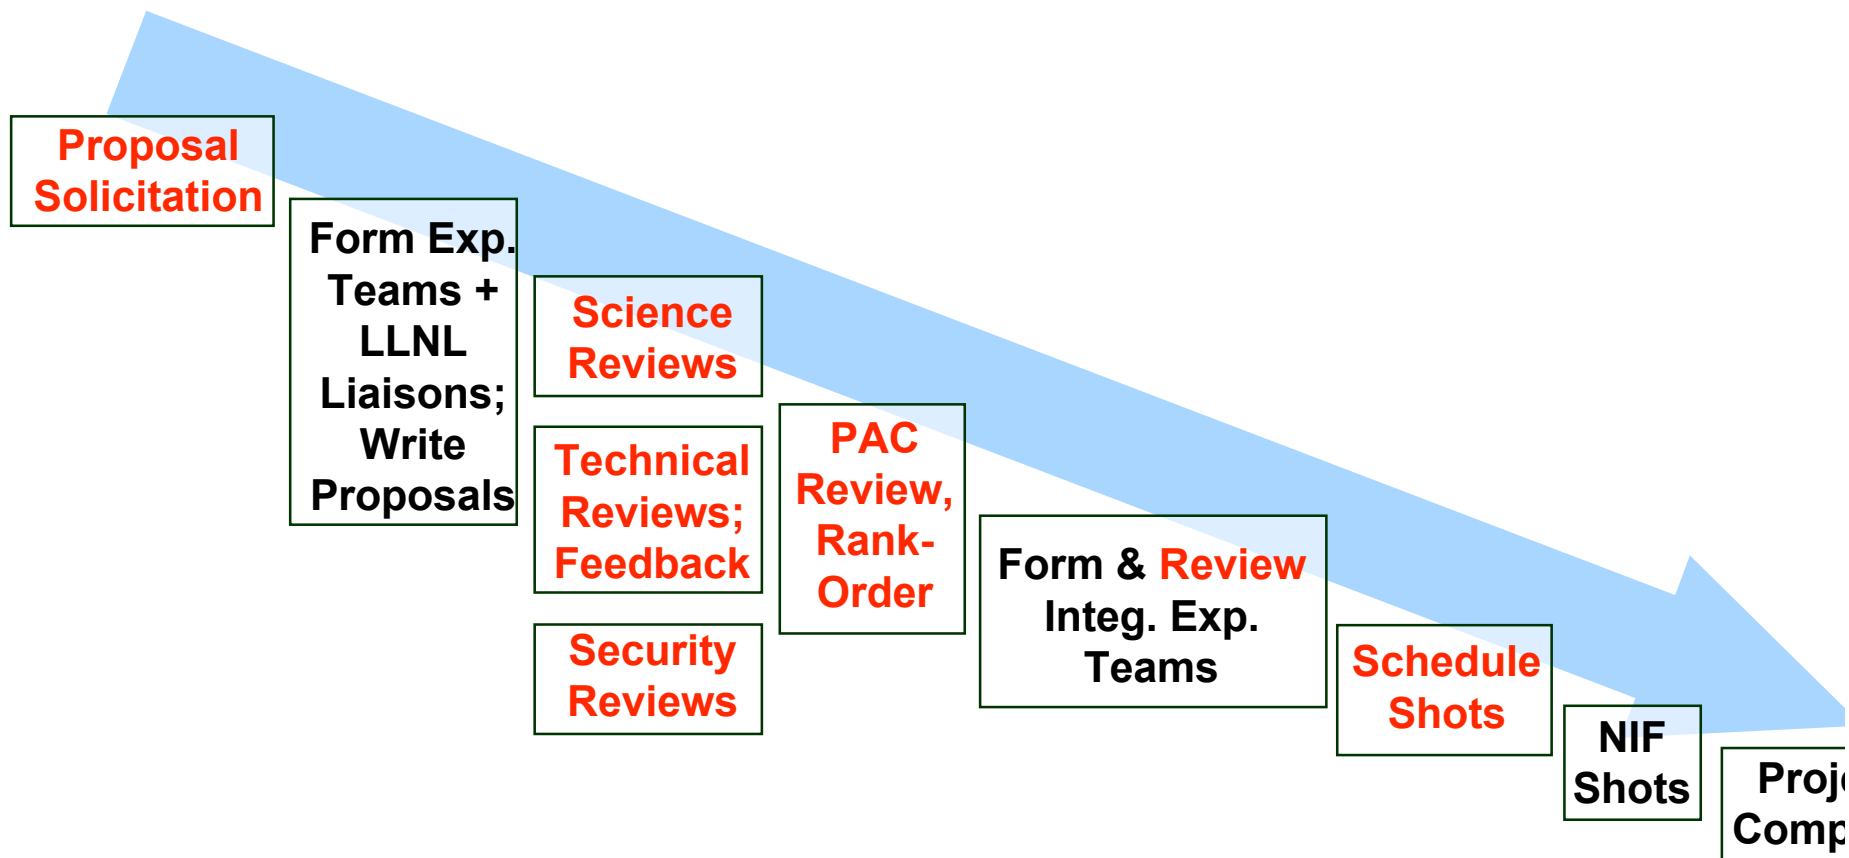 Proposal
Solicitation
Form Exp.
Teams +
LLNL
Liaisons;
Write
Proposals
Science
Reviews
Technical
Reviews;
Feedback
Security
Reviews
PAC
Review,
Rank-
Order
Form & Review
Integ. Exp.
Teams
Schedule
Shots
NIF
Shots